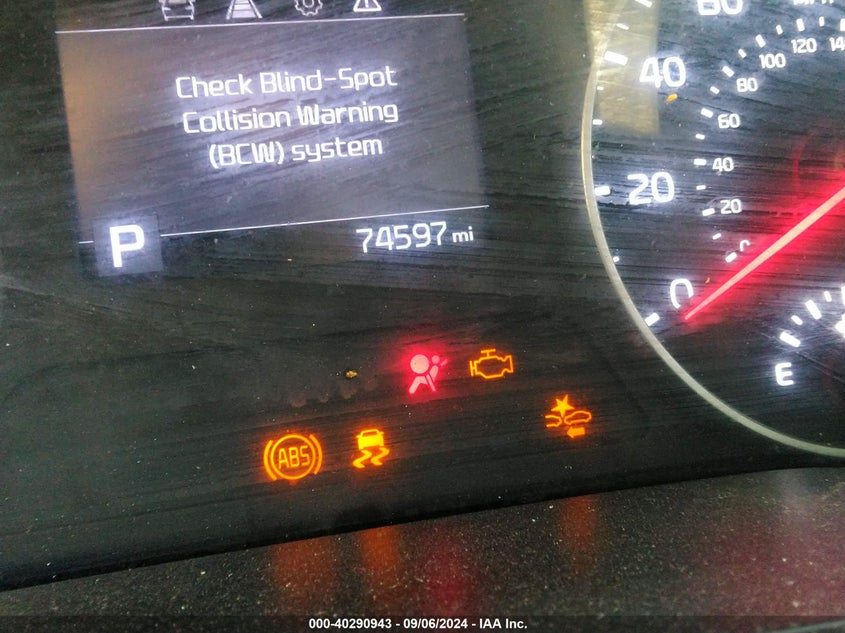 Check Blind-Spot
Collision Warning
(BCW) system
P
74597 mi
40
20
0
100
120
80
60
40
20
E
ABS
000-40290943 - 09/06/2024 - IAA Inc.